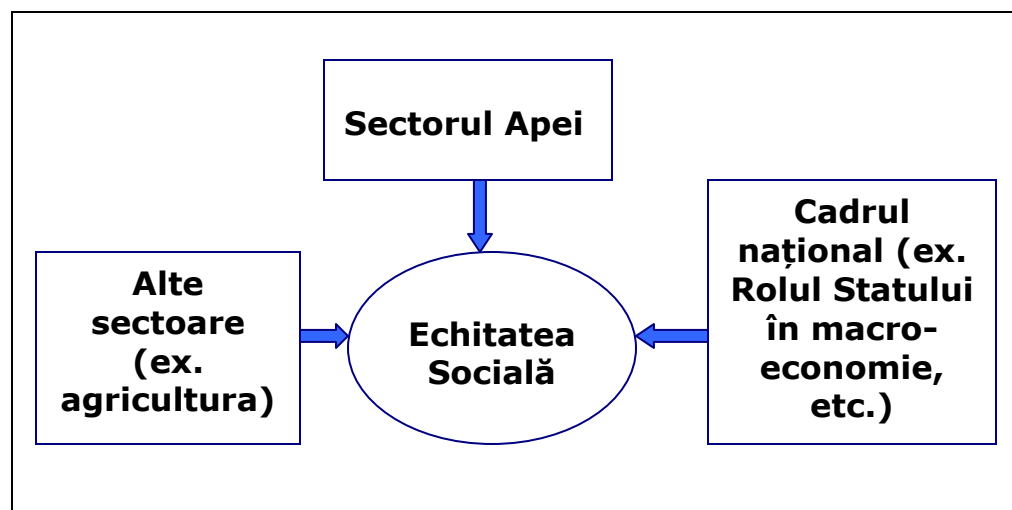 Sectorul Apei
Alte
sectoare
(ex.
agricultura)
Echitatea
Socială
Cadrul
național (ex.
Rolul Statului
în macro-
economie,
etc.)